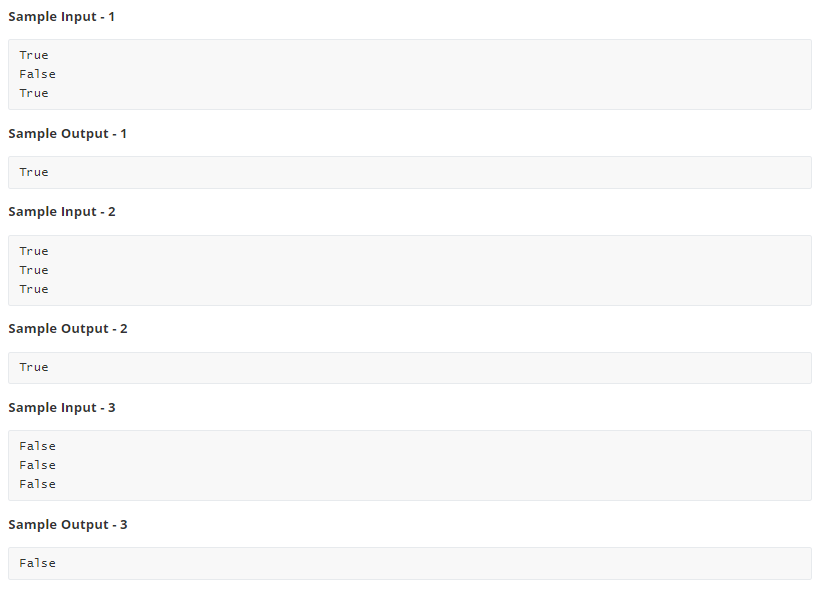 Sample Input - 1
True
False
True
Sample Output - 1
True
Sample Input - 2
True
True
True
Sample Output - 2
True
Sample Input - 3
False
False
False
Sample Output - 3
False